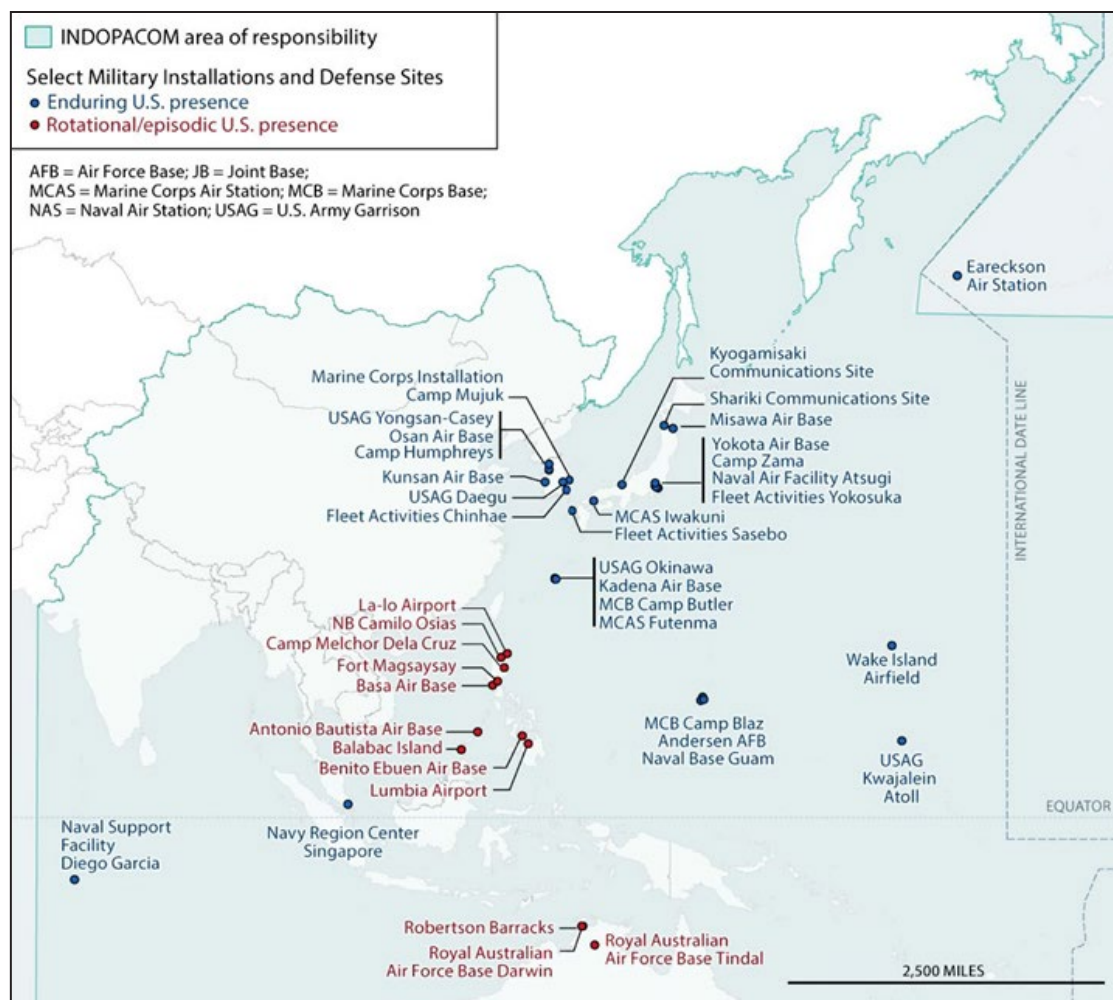 INDOPACOM area of responsibility
Select Military Installations and Defense Sites
Enduring U.S. presence
Rotational/episodic U.S. presence
AFB = Air Force Base; JB = Joint Base;
MCAS = Marine Corps Air Station; MCB = Marine Corps Base;
NAS = Naval Air Station; USAG = U.S. Army Garrison
Eareckson
Air Station
INTERNATIONAL DATE LINE
Kyogamisaki
Communications Site
Shariki Communications Site
Misawa Air Base
Yokota Air Base
Camp Zama
Naval Air Facility Atsugi
Fleet Activities Yokosuka
Marine Corps Installation
Camp Mujuk
USAG Yongsan-Casey
Osan Air Base
Camp Humphreys
Kunsan Air Base
USAG Daegu
Fleet Activities Chinhae
MCAS Iwakuni
Fleet Activities Sasebo
USAG Okinawa
Kadena Air Base
MCB Camp Butler
MCAS Futenma
La-lo Airport
NB Camilo Osias
Camp Melchor Dela Cruz
Fort Magsaysay
Basa Air Base
Antonio Bautista Air Base
Balabac Island
Benito Ebuen Air Base
Lumbia Airport
Wake Island
Airfield
MCB Camp Blaz
Andersen AFB
Naval Base Guam
USAG
Kwajalein
Atoll
EQUATOR
Naval Support
Facility
Diego Garcia
Navy Region Center
Singapore
Robertson Barracks
Royal Australian
Air Force Base Darwin
Royal Australian
Air Force Base Tindal
2,500 MILES